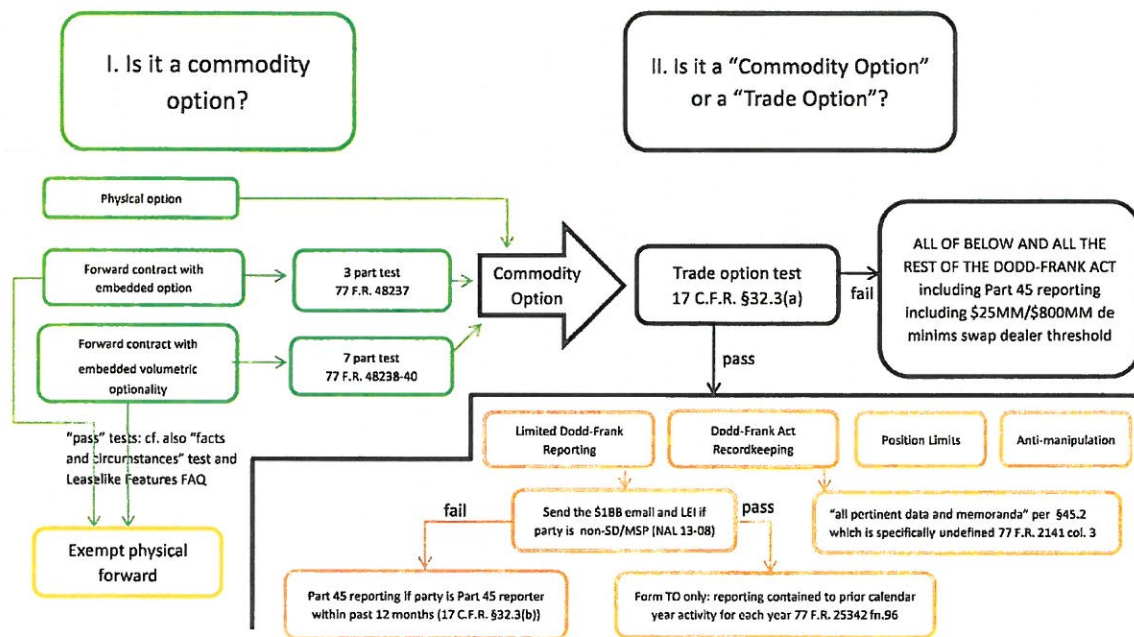 I. Is it a commodity
option?
II. Is it a "Commodity Option"
or a "Trade Option"?
Physical option
Forward contract with
embedded option
3 part test
77 F.R. 48237
Commodity
Option
Trade option test
17 C.F.R. §32.3(a)
fail
ALL OF BELOW AND ALL THE
REST OF THE DODD-FRANK ACT
including Part 45 reporting
including $25MM/$800MM de
minims swap dealer threshold
Forward contract with
embedded volumetric
optionality
7 part test
77 F.R. 48238-40
pass
"pass" tests: cf. also "facts
and circumstances" test and
Leaselike Features FAQ
Limited Dodd-Frank
Reporting
Dodd-Frank Act
Recordkeeping
Position Limits
Anti-manipulation
fail
Send the $1BB email and LEI if
party is non-SD/MSP (NAL 13-08)
pass
"all pertinent data and memoranda" per §45.2
which is specifically undefined 77 F.R. 2141 col. 3
Exempt physical
forward
Part 45 reporting if party is Part 45 reporter
within past 12 months (17 C.F.R. §32.3(b))
Form TO only: reporting contained to prior calendar
year activity for each year 77 F.R. 25342 fn.96